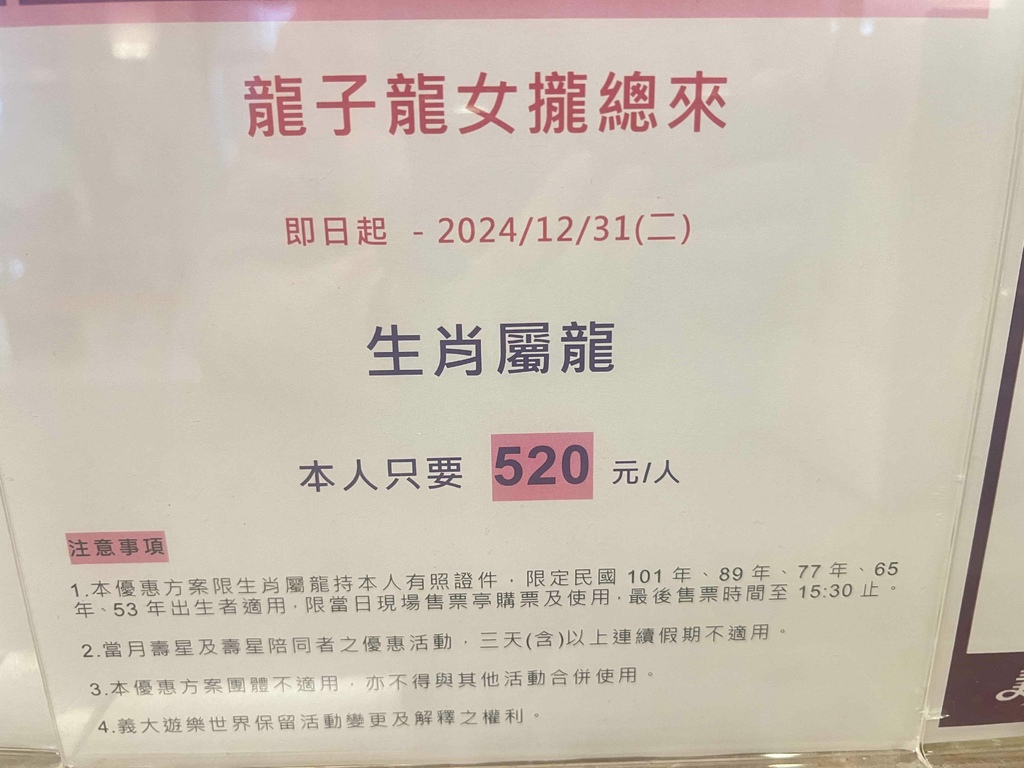 龍子龍女攏總來
即日起 - 2024/12/31(二)
生肖屬龍
本人只要 520 元/人
注意事項
1.本優惠方案限生肖屬龍持本人有照證件，限定民國 101 年、89 年、77 年、65
年、53 年出生者適用，限當日現場售票亭購票及使用，最後售票時間至 15:30 止。
2.當月壽星及壽星陪同者之優惠活動，三天(含)以上連續假期不適用。
3.本優惠方案團體不適用，亦不得與其他活動合併使用。
4.義大遊樂世界保留活動變更及解釋之權利。